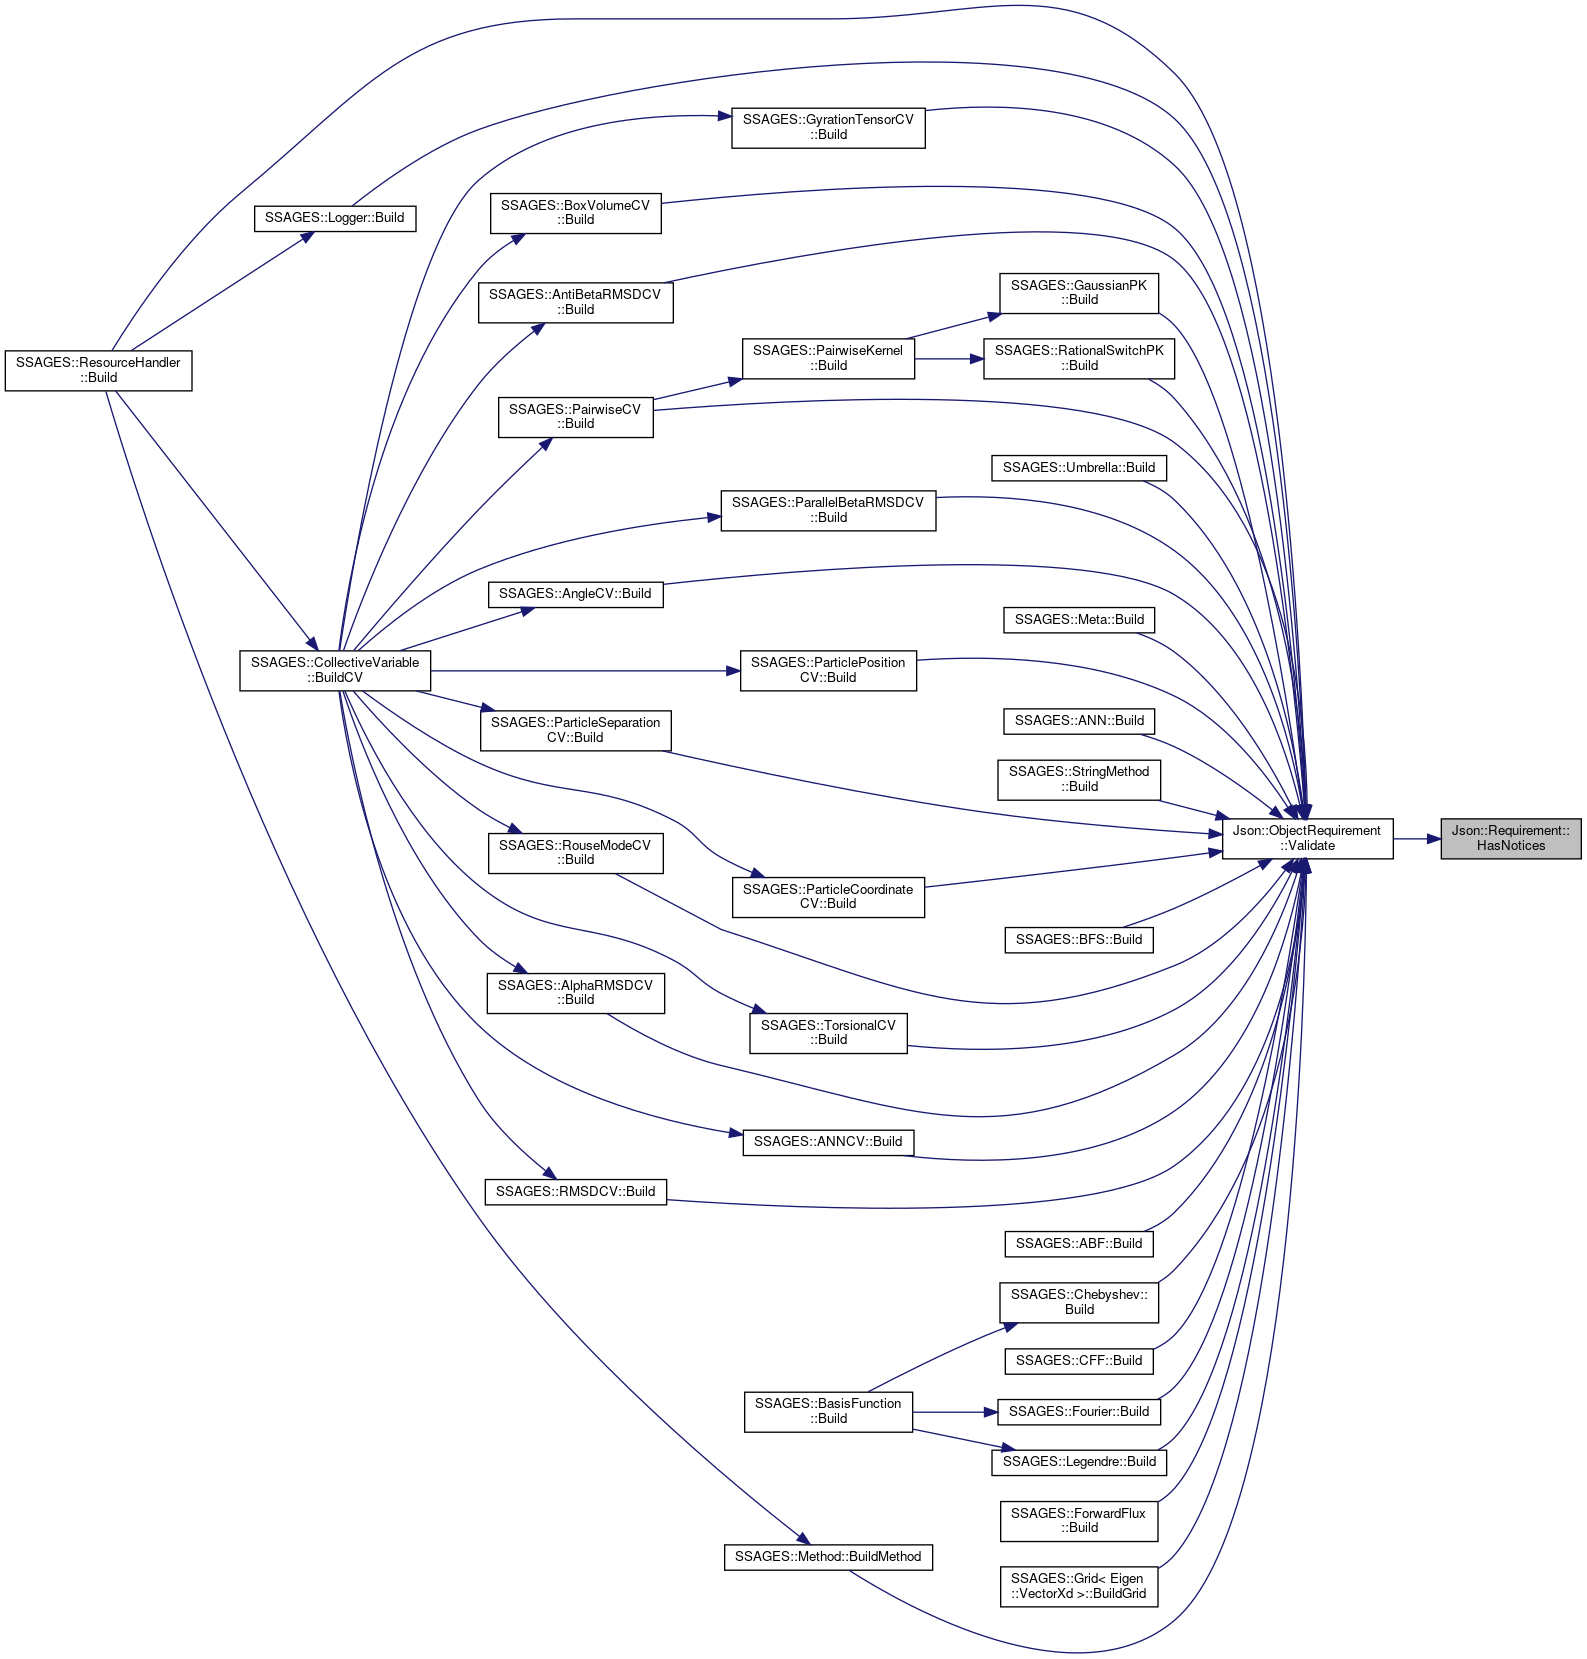 SSAGES::GyrationTensorCV
::Build
SSAGES::BoxVolumeCV
::Build
SSAGES::Logger::Build
SSAGES::AntiBetaRMSDCV
::Build
SSAGES::GaussianPK
::Build
SSAGES::PairwiseKernel
::Build
SSAGES::RationalSwitchPK
::Build
SSAGES::ResourceHandler
::Build
SSAGES::PairwiseCV
::Build
SSAGES::Umbrella::Build
SSAGES::ParallelBetaRMSDCV
::Build
SSAGES::AngleCV::Build
SSAGES::Meta::Build
SSAGES::CollectiveVariable
::BuildCV
SSAGES::ParticlePosition
CV::Build
SSAGES::ParticleSeparation
CV::Build
SSAGES::ANN::Build
SSAGES::StringMethod
::Build
Json::ObjectRequirement
::Validate
Json::Requirement::
HasNotices
SSAGES::RouseModeCV
::Build
SSAGES::ParticleCoordinate
CV::Build
SSAGES::BFS::Build
SSAGES::AlphaRMSDCV
::Build
SSAGES::TorsionalCV
::Build
SSAGES::ANNCV::Build
SSAGES::RMSDCV::Build
SSAGES::ABF::Build
SSAGES::Chebyshev::
Build
SSAGES::CFF::Build
SSAGES::BasisFunction
::Build
SSAGES::Fourier::Build
SSAGES::Legendre::Build
SSAGES::ForwardFlux
::Build
SSAGES::Method::BuildMethod
SSAGES::Grid< Eigen
::VectorXd >::BuildGrid